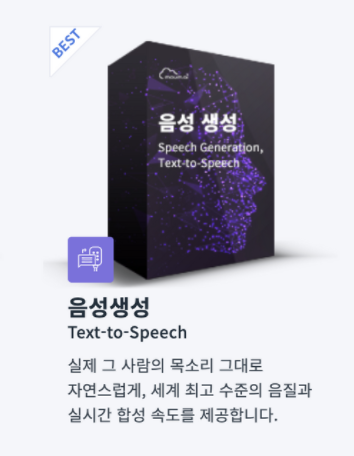 BEST
maum.ai
음성 생성
Speech Generation,
Text-to-Speech
음성생성
Text-to-Speech
실제 그 사람의 목소리 그대로
자연스럽게, 세계 최고 수준의 음질과
실시간 합성 속도를 제공합니다.